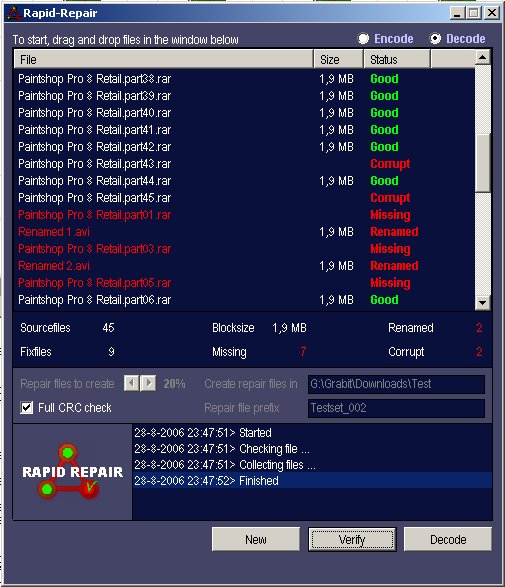 Rapid-Repair
To start, drag and drop files in the window below Encode Decode
File Size Status
Paintshop Pro 8 Retail.part38.rar 1,9 MB Good
Paintshop Pro 8 Retail.part39.rar 1,9 MB Good
Paintshop Pro 8 Retail.part40.rar 1,9 MB Good
Paintshop Pro 8 Retail.part41.rar 1,9 MB Good
Paintshop Pro 8 Retail.part42.rar 1,9 MB Good
Paintshop Pro 8 Retail.part43.rar Corrupt
Paintshop Pro 8 Retail.part44.rar 1,9 MB Good
Paintshop Pro 8 Retail.part45.rar Corrupt
Paintshop Pro 8 Retail.part01.rar Missing
Renamed 1.avi 1,9 MB Renamed
Paintshop Pro 8 Retail.part03.rar Missing
Renamed 2.avi 1,9 MB Renamed
Paintshop Pro 8 Retail.part05.rar Missing
Paintshop Pro 8 Retail.part06.rar 1,9 MB Good
Sourcefiles 45 Blocksize 1,9 MB Renamed 2
Fixfiles 9 Missing 7 Corrupt 2
Repair files to create 20% Create repair files in G:\Grabit\Downloads\Test
Full CRC check Repair file prefix Testset_002
28-8-2006 23:47:51> Started
28-8-2006 23:47:51> Checking file ...
28-8-2006 23:47:51> Collecting files ...
28-8-2006 23:47:52> Finished
RAPID REPAIR
New Verify Decode